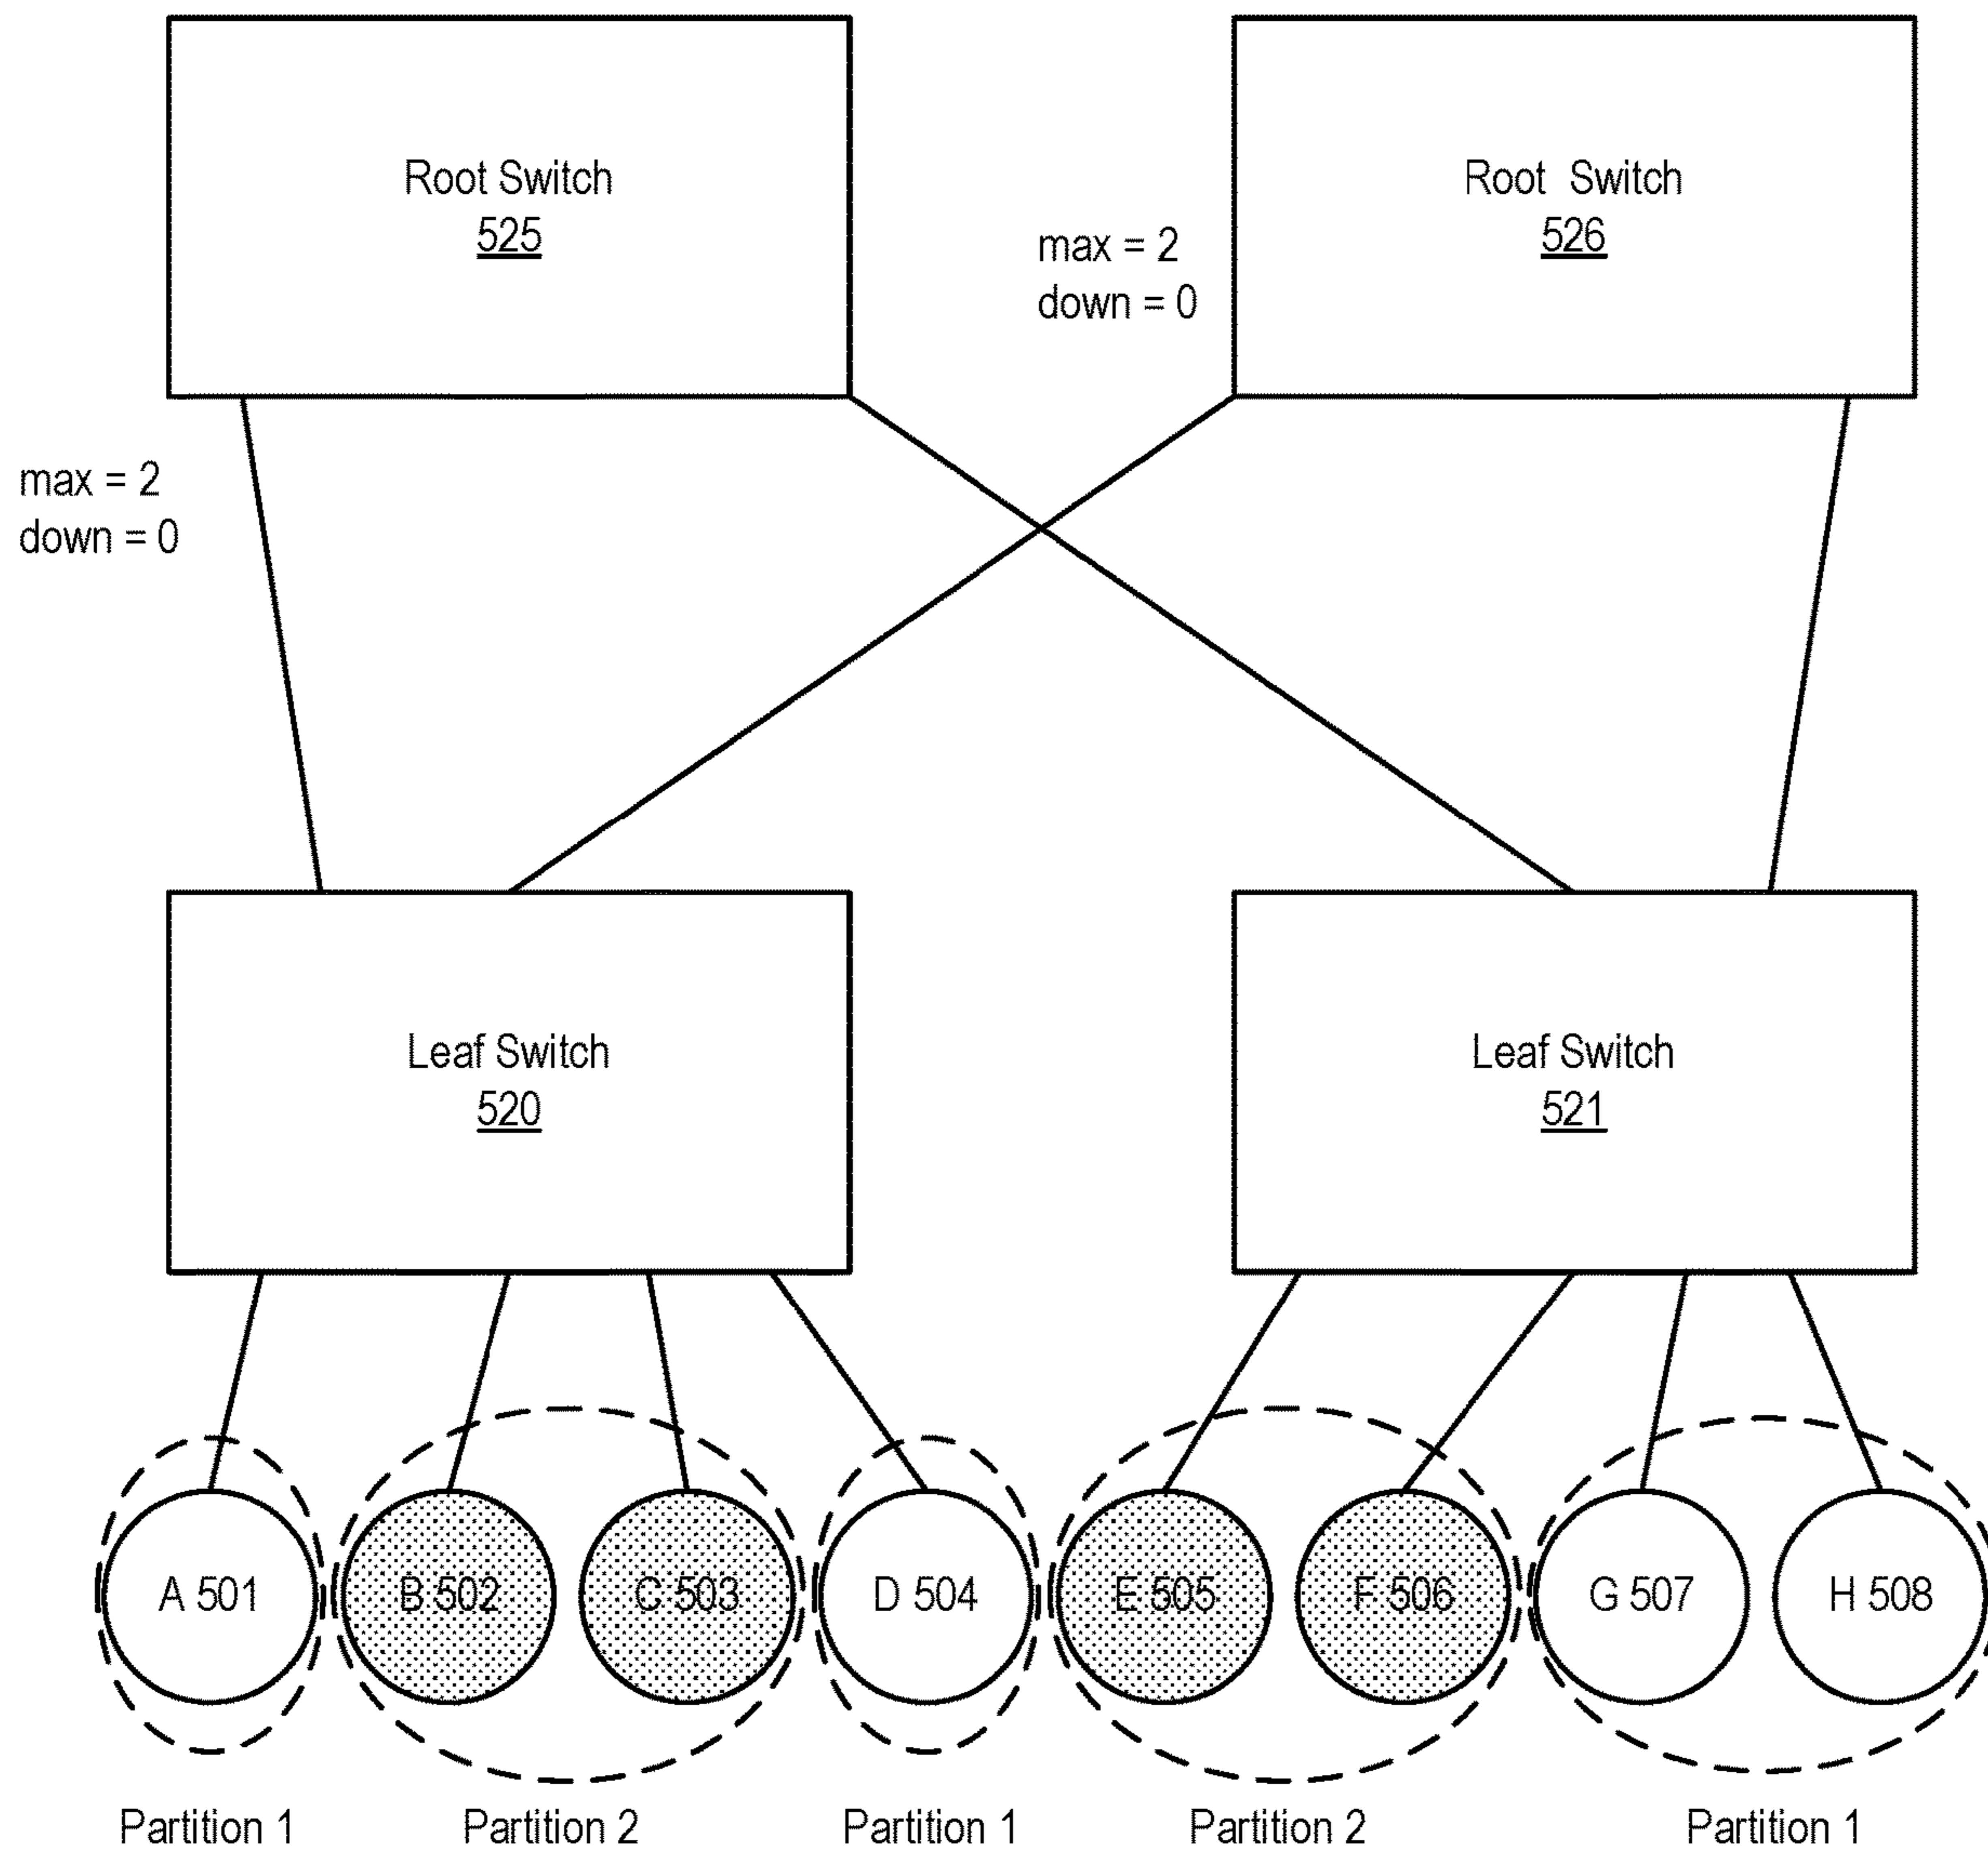 Root Switch
525
Root Switch
526
max = 2
down = 0
max = 2
down = 0
Leaf Switch
520
Leaf Switch
521
A 501
B 502
C 503
D 504
E 505
F 506
G 507
H 508
Partition 1
Partition 2
Partition 1
Partition 2
Partition 1